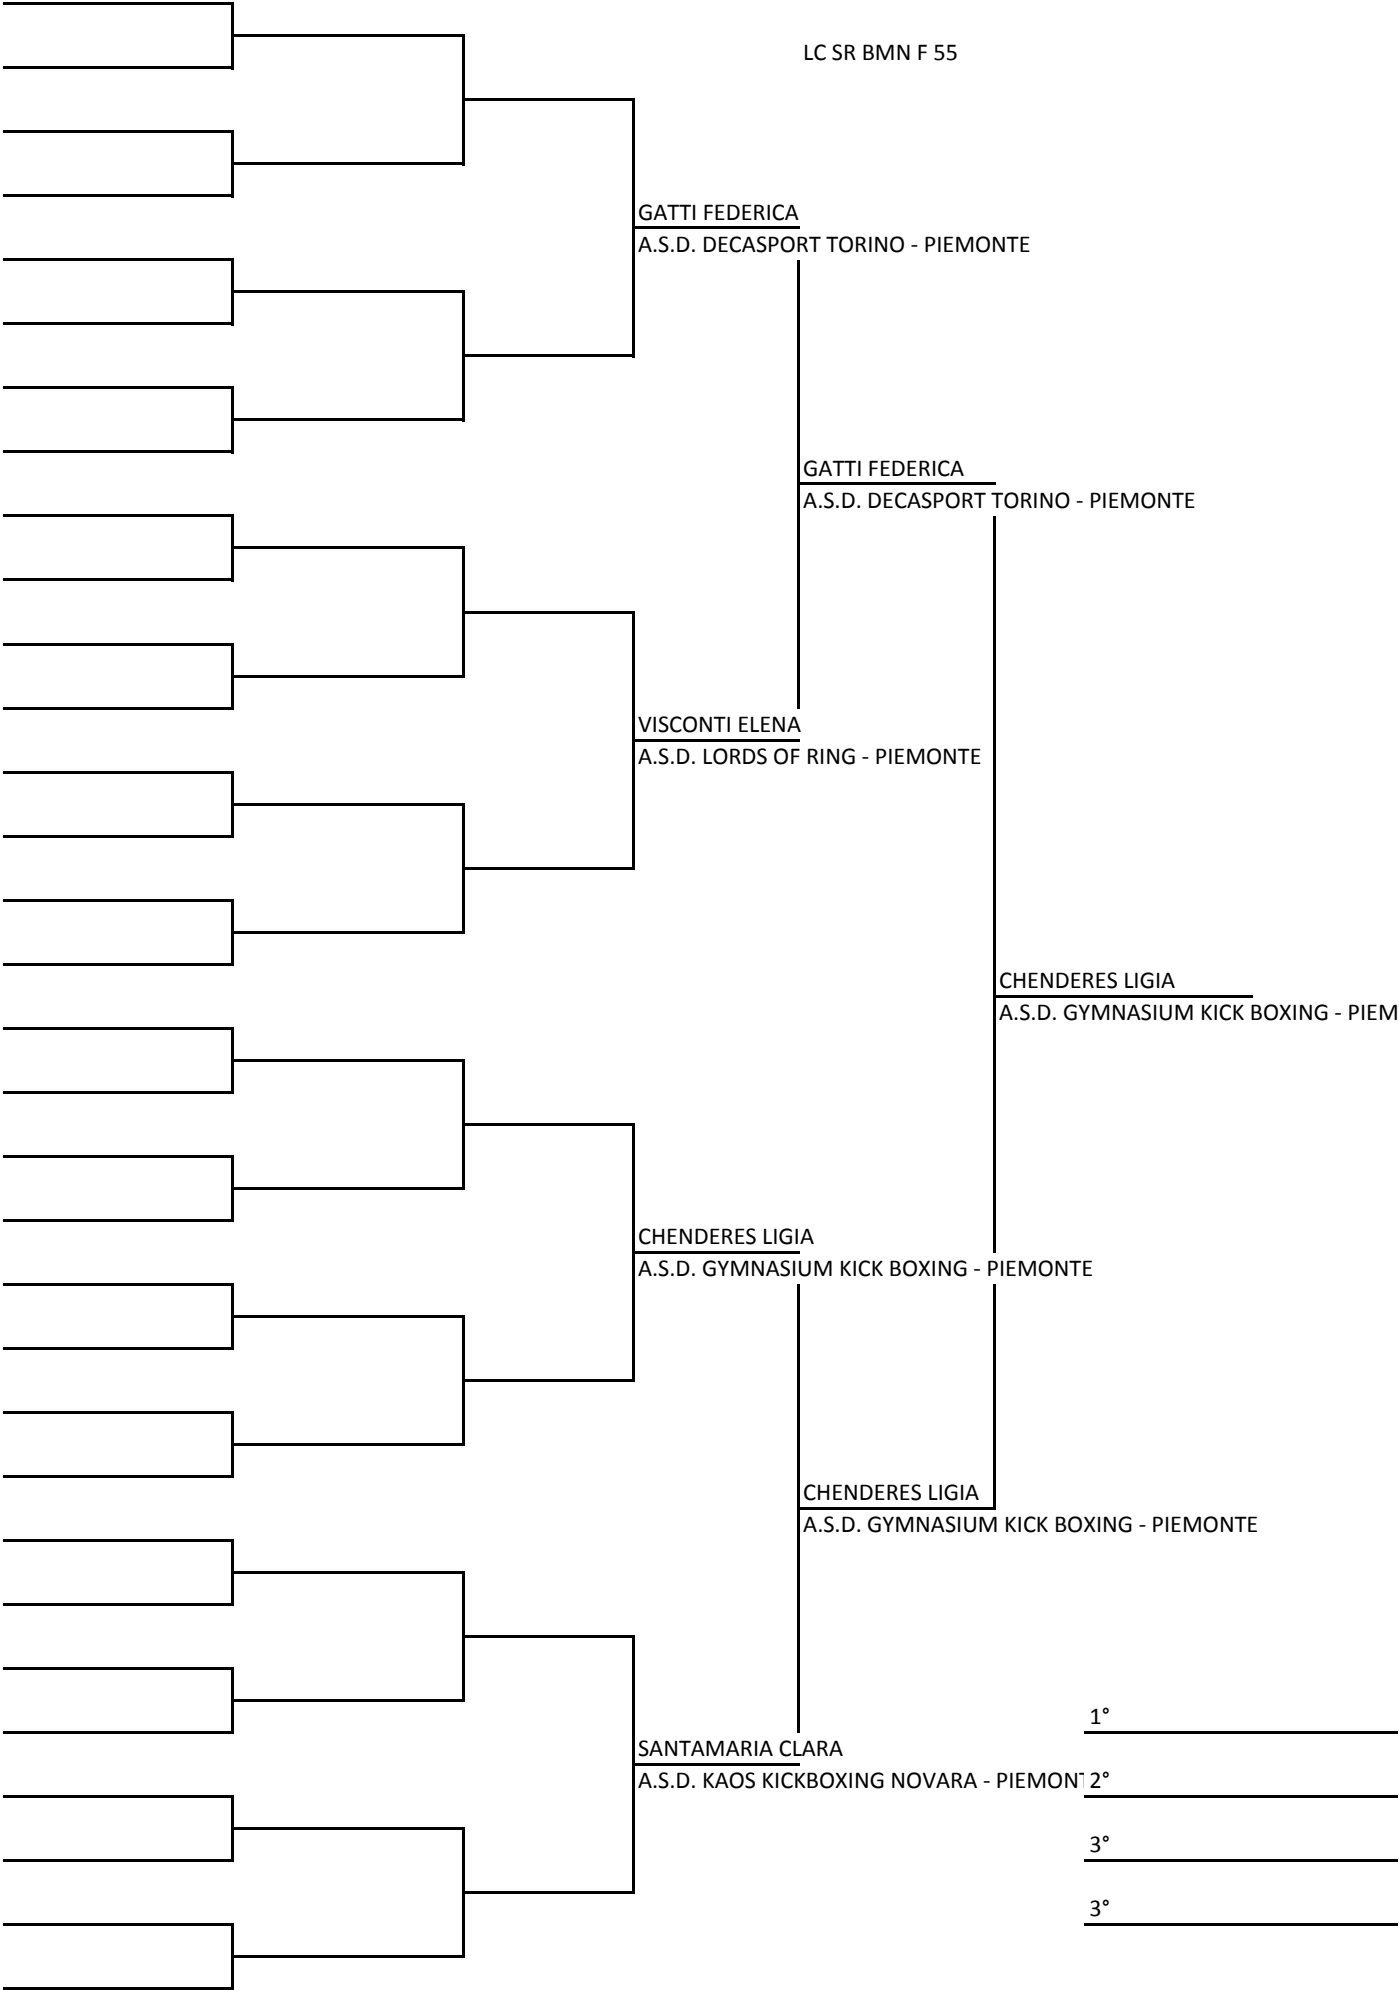 LC SR BMN F 55
GATTI FEDERICA
A.S.D. DECASPORT TORINO - PIEMONTE
GATTI FEDERICA
A.S.D. DECASPORT TORINO - PIEMONTE
VISCONTI ELENA
A.S.D. LORDS OF RING - PIEMONTE
CHENDERES LIGIA
A.S.D. GYMNASIUM KICK BOXING - PIEM
CHENDERES LIGIA
A.S.D. GYMNASIUM KICK BOXING - PIEMONTE
CHENDERES LIGIA
A.S.D. GYMNASIUM KICK BOXING - PIEMONTE
1°
SANTAMARIA CLARA
A.S.D. KAOS KICKBOXING NOVARA - PIEMONT 2°
3°
3°